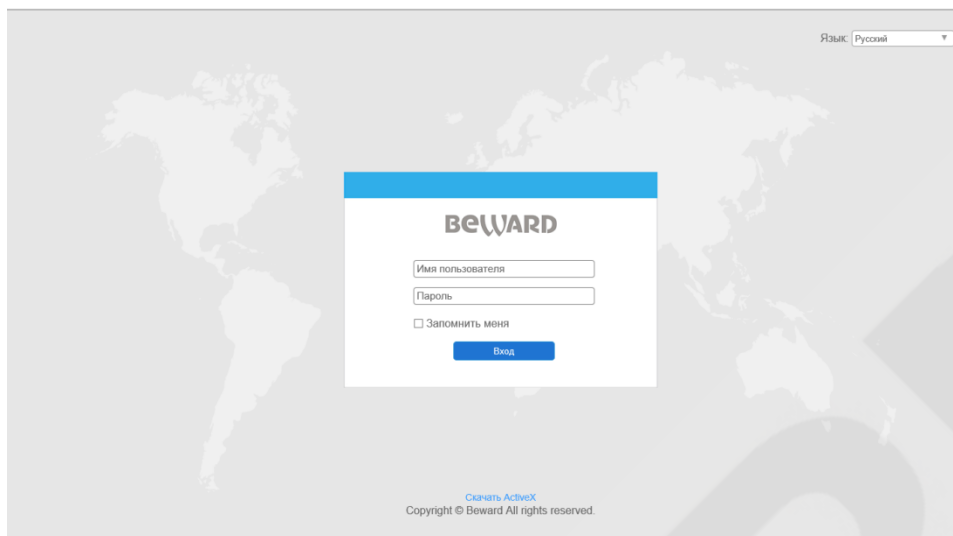 Язык: Русский
BEWARD
Имя пользователя
Пароль
Запомнить меня
Вход
Скачать ActiveX
Copyright © Beward All rights reserved.